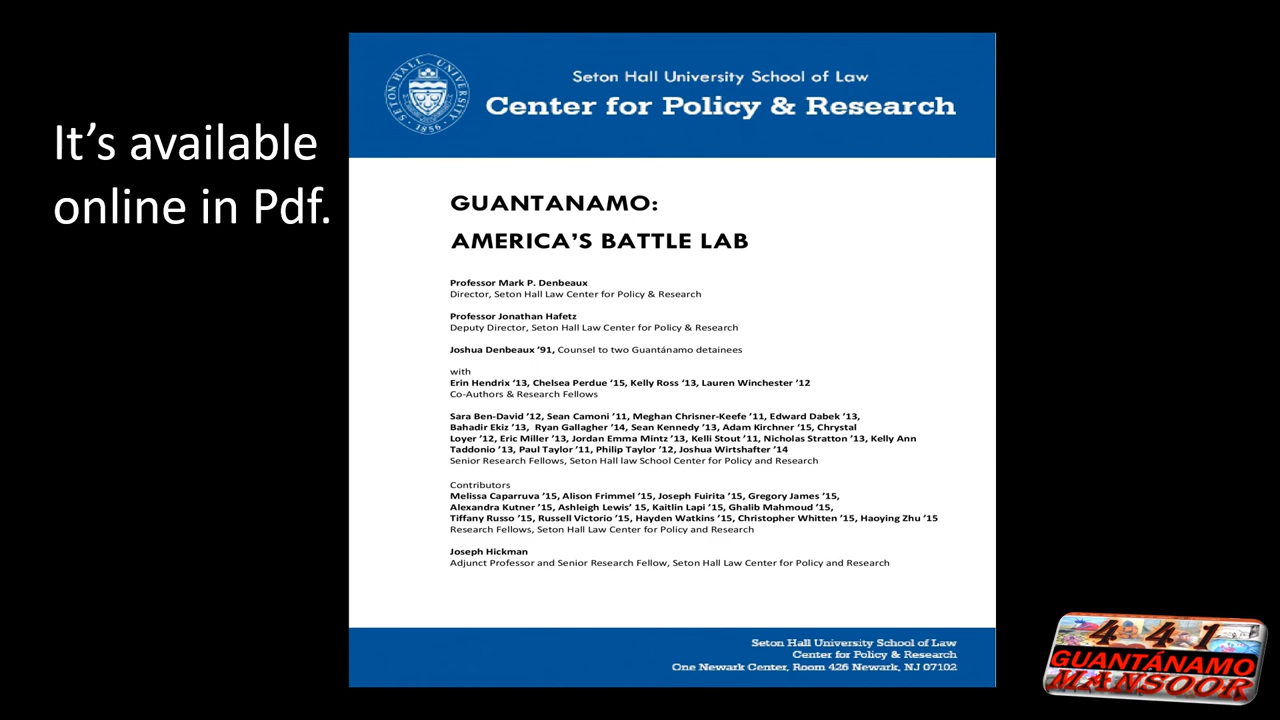 It's available
online in Pdf.
SETON HALL UNIVERSITY
1856
Seton Hall University School of Law
Center for Policy & Research
GUANTANAMO:
AMERICA'S BATTLE LAB
Professor Mark P. Denbeaux
Director, Seton Hall Law Center for Policy & Research
Professor Jonathan Hafetz
Deputy Director, Seton Hall Law Center for Policy & Research
Joshua Denbeaux '91, Counsel to two Guantánamo detainees
with
Erin Hendrix '13, Chelsea Perdue '15, Kelly Ross '13, Lauren Winchester '12
Co-Authors & Research Fellows
Sara Ben-David '12, Sean Camoni '11, Meghan Chrisner-Keefe '11, Edward Dabek '13,
Bahadir Ekiz '13, Ryan Gallagher '14, Sean Kennedy '13, Adam Kirchner '15, Chrystal
Loyer '12, Eric Miller '13, Jordan Emma Mintz '13, Kelli Stout '11, Nicholas Stratton '13, Kelly Ann
Taddonio '13, Paul Taylor '11, Philip Taylor '12, Joshua Wirtshafter '14
Senior Research Fellows, Seton Hall law School Center for Policy and Research
Contributors
Melissa Caparruva '15, Alison Frimmel '15, Joseph Fuirita '15, Gregory James '15,
Alexandra Kutner '15, Ashleigh Lewis' 15, Kaitlin Lapi '15, Ghalib Mahmoud '15,
Tiffany Russo '15, Russell Victorio '15, Hayden Watkins '15, Christopher Whitten '15, Haoying Zhu '15
Research Fellows, Seton Hall Law Center for Policy and Research
Joseph Hickman
Adjunct Professor and Senior Research Fellow, Seton Hall Law Center for Policy and Research
Seton Hall University School of Law
Center for Policy & Research
One Newark Center, Room 426 Newark, NJ 07102
441
GUANTÁNAMO
MANSOOR